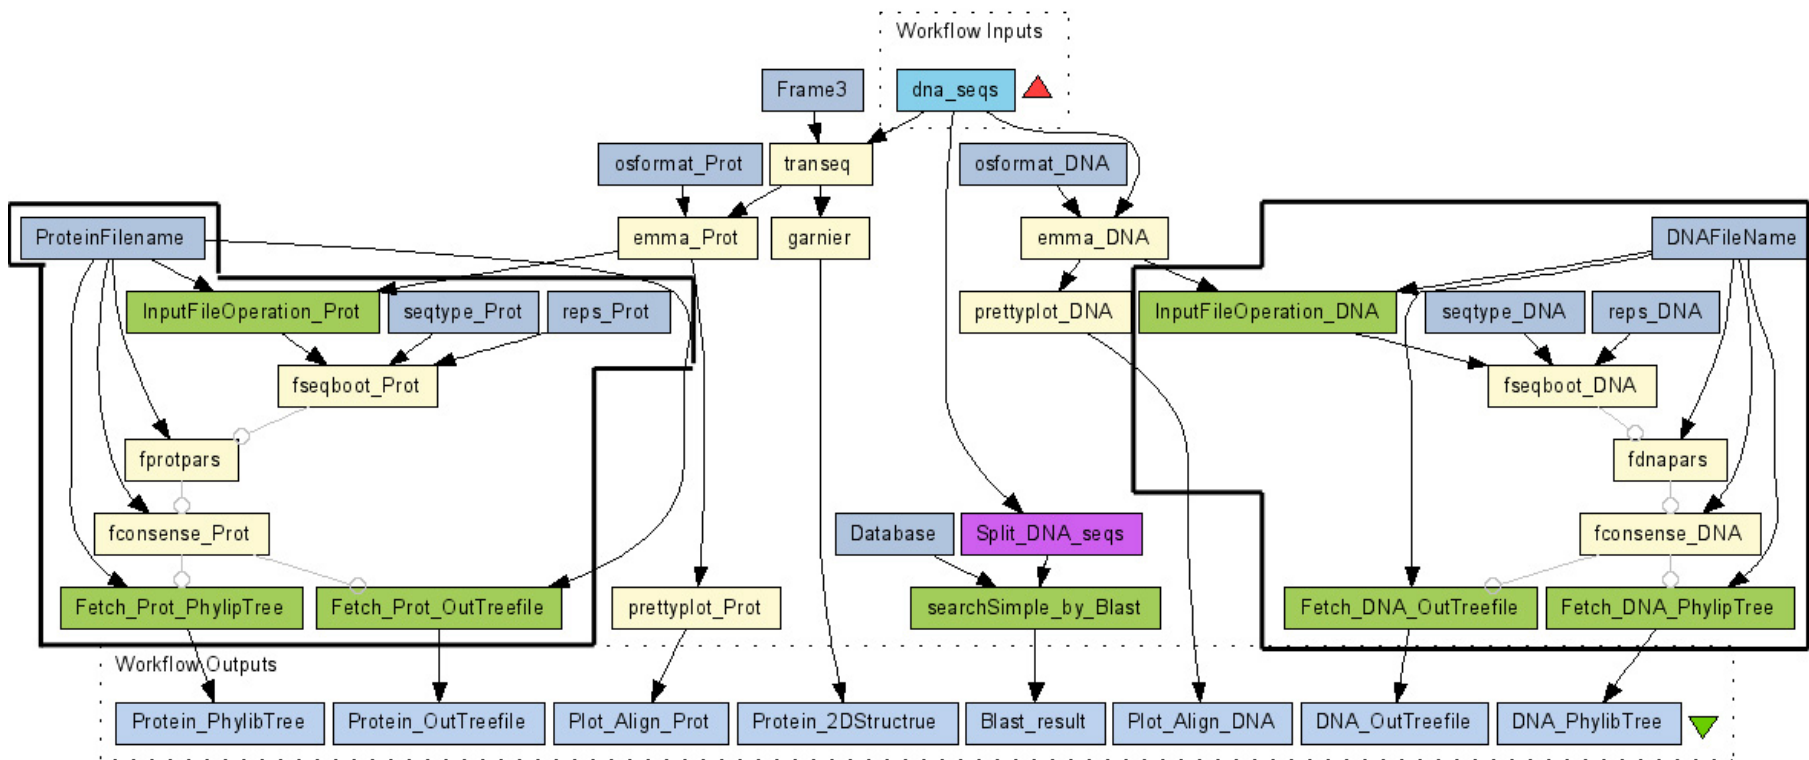 Workflow Inputs
Frame3
dna_seqs
osformat_Prot
transeq
osformat_DNA
ProteinFilename
emma_Prot
garnier
emma_DNA
DNAFileName
InputFileOperation_Prot
seqtype_Prot
reps_Prot
prettyplot_DNA
InputFileOperation_DNA
seqtype_DNA
reps_DNA
fseqboot_Prot
fseqboot_DNA
fprotpars
fdnapars
fconsense_Prot
Database
Split_DNA_seqs
fconsense_DNA
Fetch_Prot_PhylipTree
Fetch_Prot_OutTreefile
prettyplot_Prot
searchSimple_by_Blast
Fetch_DNA_OutTreefile
Fetch_DNA_PhylipTree
Workflow Outputs
Protein_PhylibTree
Protein_OutTreefile
Plot_Align_Prot
Protein_2DStructrue
Blast_result
Plot_Align_DNA
DNA_OutTreefile
DNA_PhylibTree